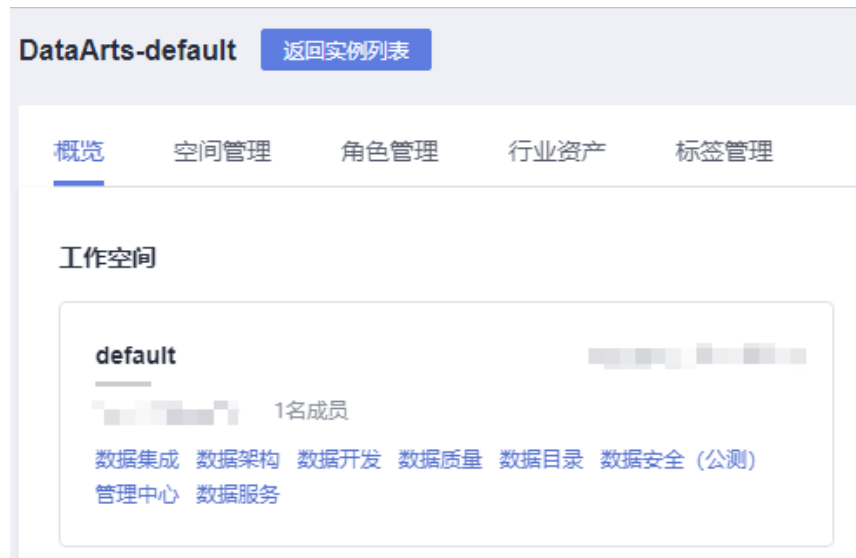 DataArts-default 返回实例列表
概览 空间管理 角色管理 行业资产 标签管理
工作空间
default
1名成员
数据集成 数据架构 数据开发 数据质量 数据目录 数据安全（公测）
管理中心 数据服务